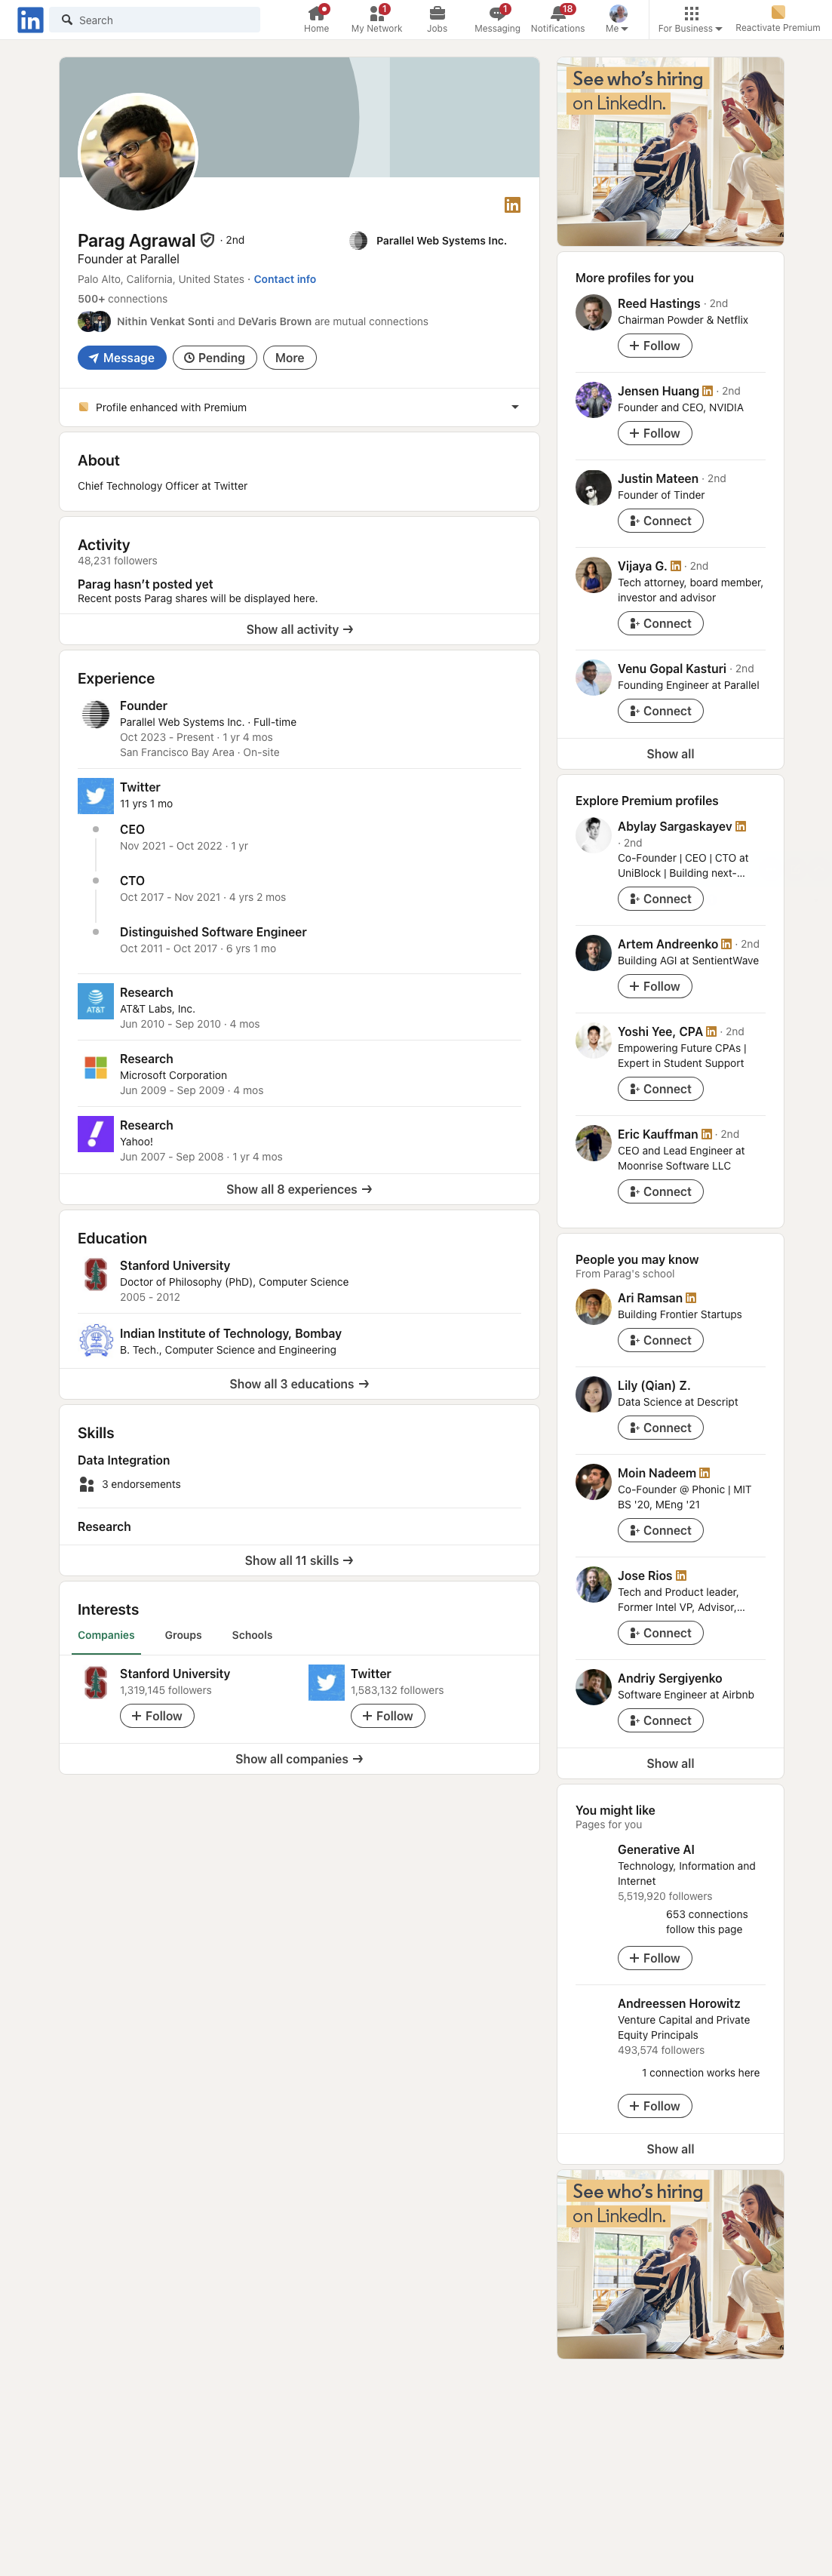 in
Search
Home
1
My Network
Jobs
1
Messaging
18
Notifications
Me
For Business
Reactivate Premium
See who's hiring
on LinkedIn.
in
Parag Agrawal · 2nd
Parallel Web Systems Inc.
Founder at Parallel
Palo Alto, California, United States · Contact info
500+ connections
Nithin Venkat Sonti and DeVaris Brown are mutual connections
Message
Pending
More
Profile enhanced with Premium
About
Chief Technology Officer at Twitter
Activity
48,231 followers
Parag hasn't posted yet
Recent posts Parag shares will be displayed here.
Show all activity →
Experience
Founder
Parallel Web Systems Inc. · Full-time
Oct 2023 - Present · 1 yr 4 mos
San Francisco Bay Area · On-site
Twitter
11 yrs 1 mo
CEO
Nov 2021 - Oct 2022 · 1 yr
CTO
Oct 2017 - Nov 2021 · 4 yrs 2 mos
Distinguished Software Engineer
Oct 2011 - Oct 2017 · 6 yrs 1 mo
AT&T
Research
AT&T Labs, Inc.
Jun 2010 - Sep 2010 · 4 mos
Research
Microsoft Corporation
Jun 2009 - Sep 2009 · 4 mos
Research
Yahoo!
Jun 2007 - Sep 2008 · 1 yr 4 mos
Show all 8 experiences →
Education
Stanford University
Doctor of Philosophy (PhD), Computer Science
2005 - 2012
Indian Institute of Technology, Bombay
B. Tech., Computer Science and Engineering
Show all 3 educations →
Skills
Data Integration
3 endorsements
Research
Show all 11 skills →
Interests
Companies
Groups
Schools
Stanford University
1,319,145 followers
+ Follow
Twitter
1,583,132 followers
+ Follow
Show all companies →
More profiles for you
Reed Hastings · 2nd
Chairman Powder & Netflix
+ Follow
Jensen Huang in · 2nd
Founder and CEO, NVIDIA
+ Follow
Justin Mateen · 2nd
Founder of Tinder
Connect
Vijaya G. in · 2nd
Tech attorney, board member,
investor and advisor
Connect
Venu Gopal Kasturi · 2nd
Founding Engineer at Parallel
Connect
Show all
Explore Premium profiles
Abylay Sargaskayev in
· 2nd
Co-Founder | CEO | CTO at
UniBlock | Building next-...
Connect
Artem Andreenko in · 2nd
Building AGI at SentientWave
+ Follow
Yoshi Yee, CPA in · 2nd
Empowering Future CPAs |
Expert in Student Support
Connect
Eric Kauffman in · 2nd
CEO and Lead Engineer at
Moonrise Software LLC
Connect
People you may know
From Parag's school
Ari Ramsan in
Building Frontier Startups
Connect
Lily (Qian) Z.
Data Science at Descript
Connect
Moin Nadeem in
Co-Founder @ Phonic | MIT
BS '20, MEng '21
Connect
Jose Rios in
Tech and Product leader,
Former Intel VP, Advisor,...
Connect
Andriy Sergiyenko
Software Engineer at Airbnb
Connect
Show all
You might like
Pages for you
Generative AI
Technology, Information and
Internet
5,519,920 followers
653 connections
follow this page
+ Follow
Andreessen Horowitz
Venture Capital and Private
Equity Principals
493,574 followers
1 connection works here
+ Follow
Show all
See who's hiring
on LinkedIn.